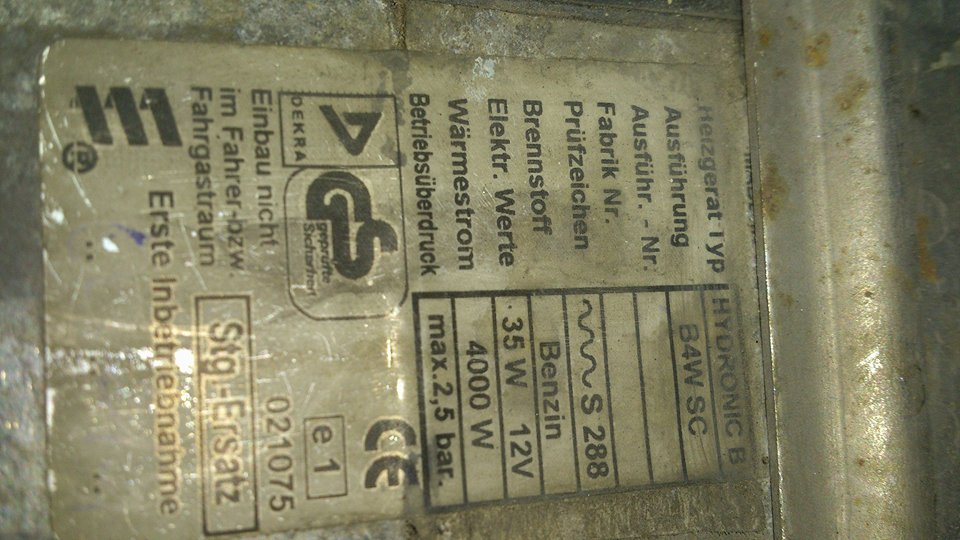 Heizgerät Typ HYDRONIC B
Ausführung B4W SC
Ausführ. - Nr.
Fabrik Nr.
Prüfzeichen S 288
Brennstoff Benzin
Elektr. Werte 35 W 12V
Wärmestrom 4000 W
Betriebsüberdruck max.2,5 bar.
DEKRA
geprüfte
Sicherheit
CE
e 1
Einbau nicht
im Fahrer-bzw.
Fahrgastraum
021075
Stg-Ersatz
Erste Inbetriebnahme